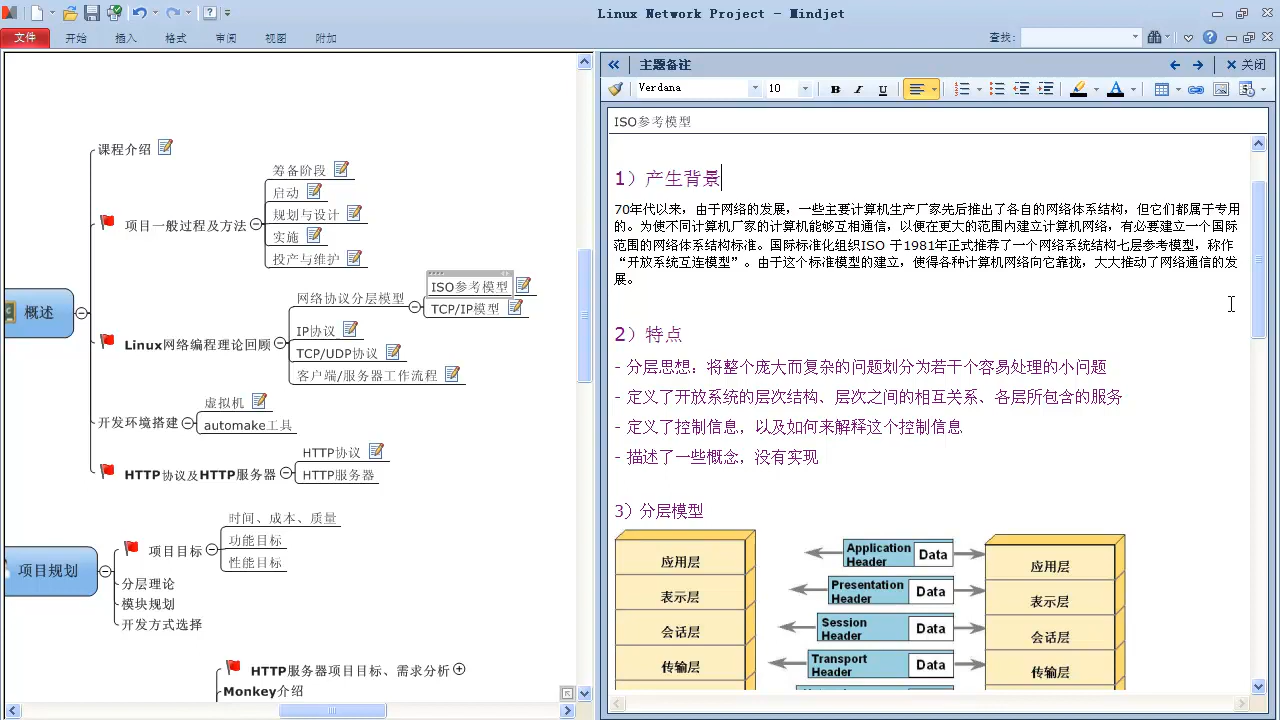 Linux Network Project - Mindjet
文件
开始
插入
格式
审阅
视图
附加
查找:
课程介绍
项目一般过程及方法
筹备阶段
启动
规划与设计
实施
投产与维护
概述
Linux网络编程理论回顾
网络协议分层模型
ISO参考模型
TCP/IP模型
IP协议
TCP/UDP协议
客户端/服务器工作流程
开发环境搭建
虚拟机
automake工具
HTTP协议及HTTP服务器
HTTP协议
HTTP服务器
项目规划
项目目标
时间、成本、质量
功能目标
性能目标
分层理论
模块规划
开发方式选择
HTTP服务器项目目标、需求分析
Monkey介绍
主题备注
关闭
Verdana
10
B I U
ISO参考模型
1）产生背景
70年代以来，由于网络的发展，一些主要计算机生产厂家先后推出了各自的网络体系结构，但它们都属于专用
的。为使不同计算机厂家的计算机能够互相通信，以便在更大的范围内建立计算机网络，有必要建立一个国际
范围的网络体系结构标准。国际标准化组织ISO 于1981年正式推荐了一个网络系统结构七层参考模型，称作
“开放系统互连模型”。由于这个标准模型的建立，使得各种计算机网络向它靠拢，大大推动了网络通信的发
展。
2）特点
- 分层思想：将整个庞大而复杂的问题划分为若干个容易处理的小问题
- 定义了开放系统的层次结构、层次之间的相互关系、各层所包含的服务
- 定义了控制信息，以及如何来解释这个控制信息
- 描述了一些概念，没有实现
3）分层模型
应用层
表示层
会话层
传输层
Application Header
Data
Presentation Header
Data
Session Header
Data
Transport Header
Data
应用层
表示层
会话层
传输层